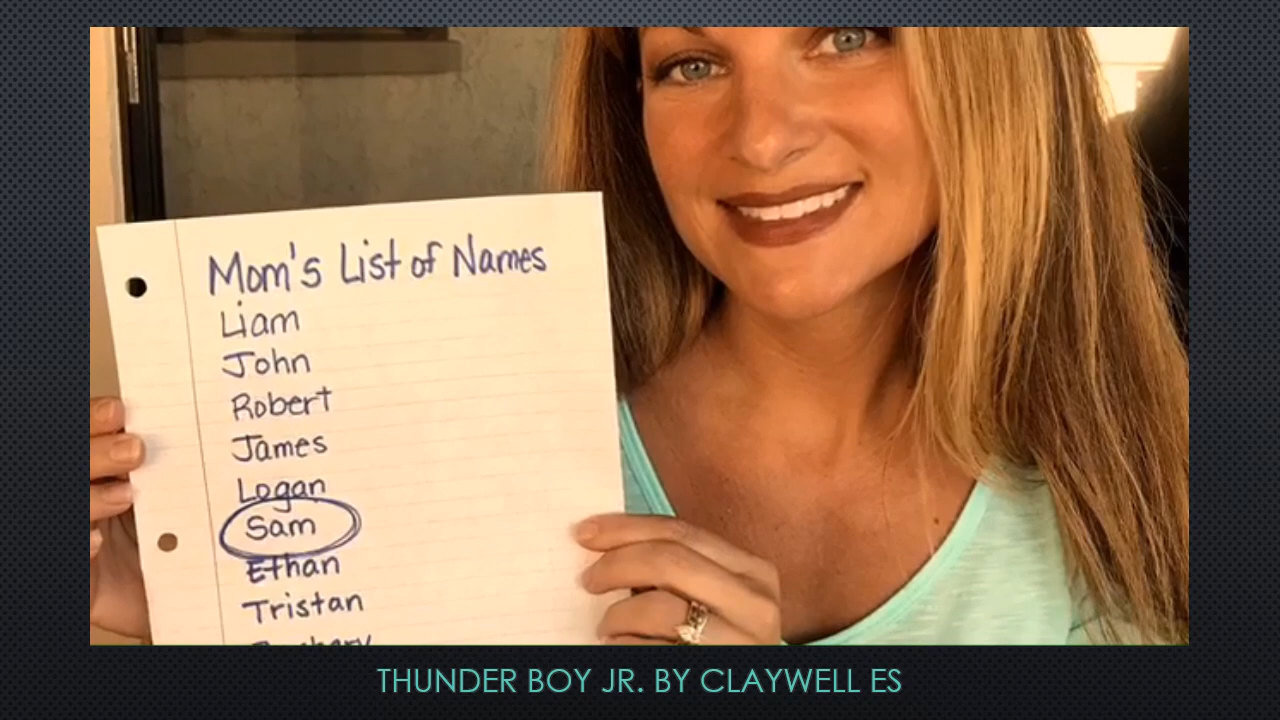 Mom's List of Names
Liam
John
Robert
James
Logan
Sam
Ethan
Tristan
THUNDER BOY JR. BY CLAYWELL ES